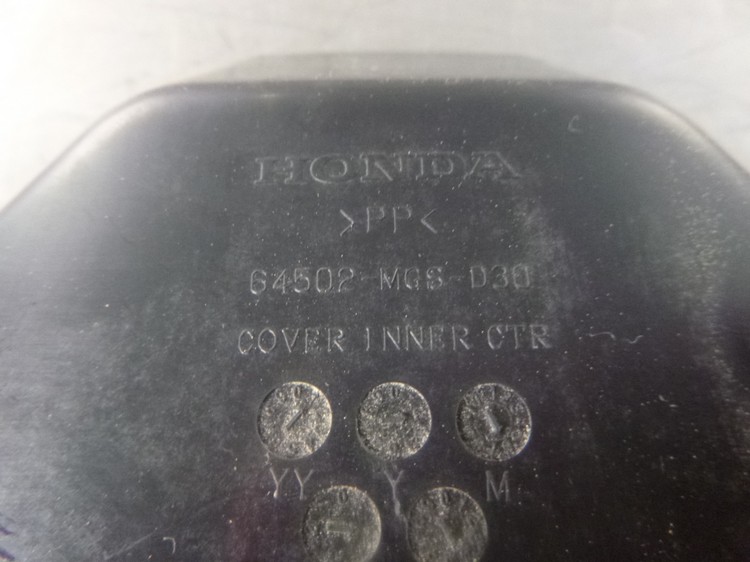 HONDA
>PP<
64502-MGS-D30
COVER INNER CTR
YY Y M